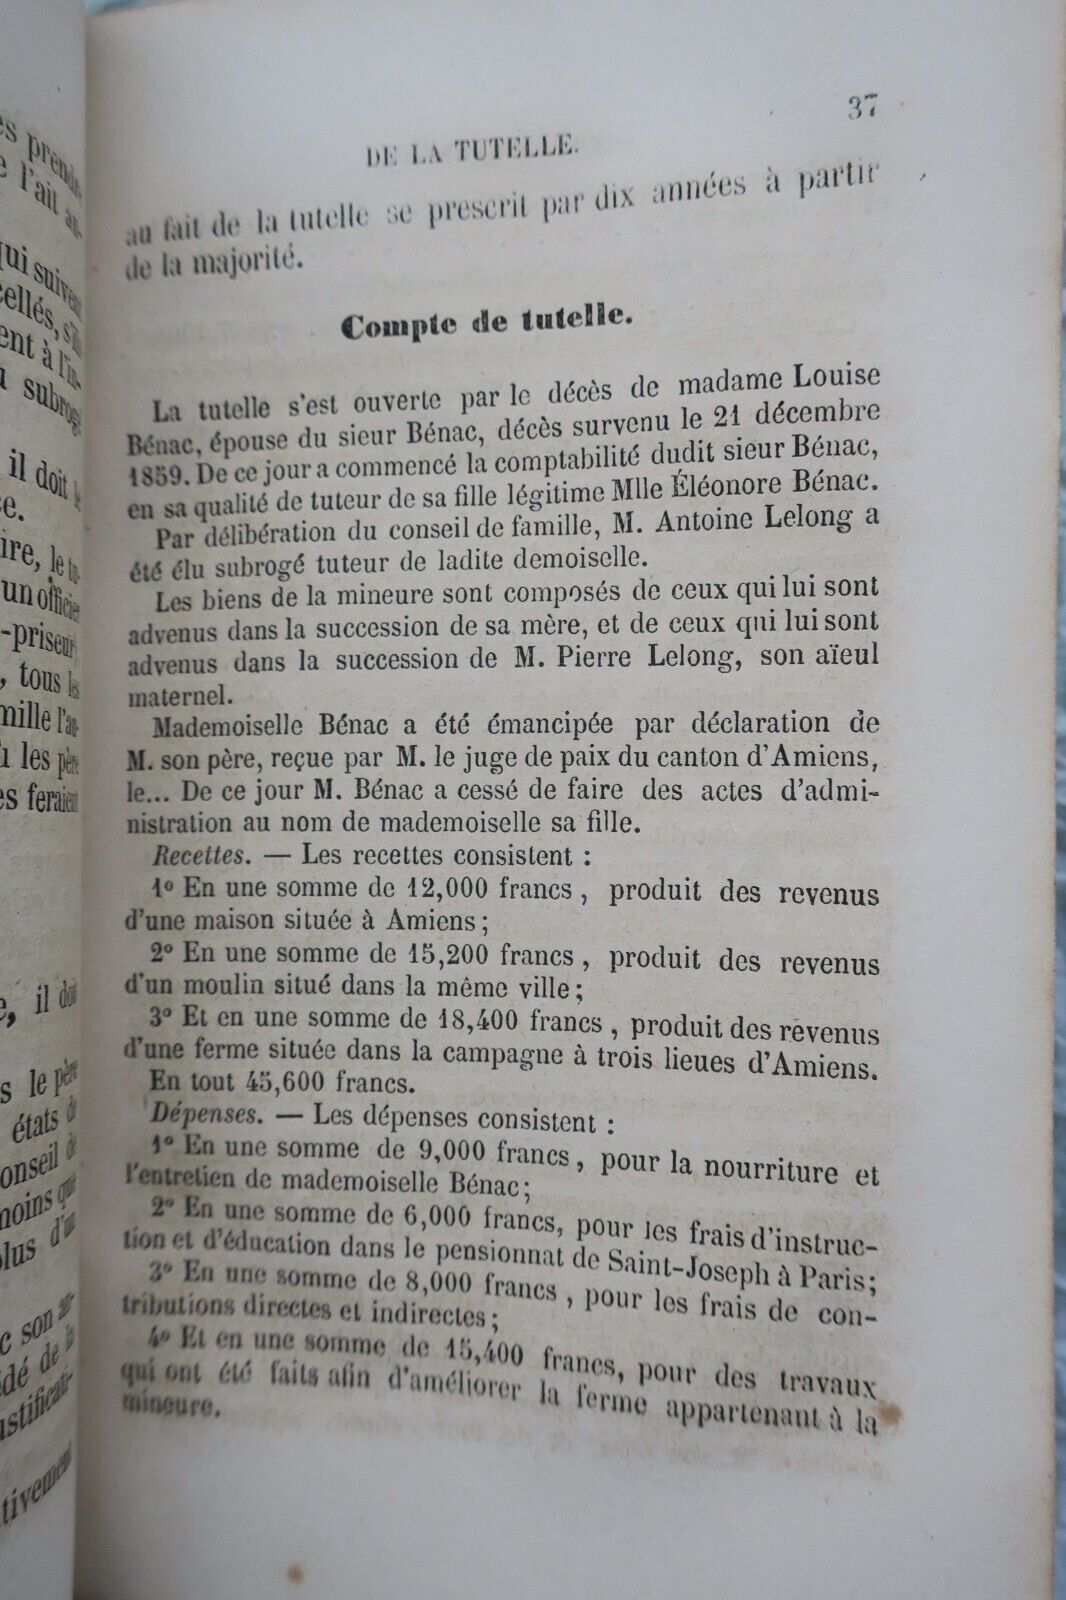 37
DE LA TUTELLE.
au fait de la tutelle se prescrit par dix années à partir
de la majorité.
Compte de tutelle.
La tutelle s'est ouverte par le décès de madame Louise
Bénac, épouse du sieur Bénac, décès survenu le 21 décembre
1859. De ce jour a commencé la comptabilité dudit sieur Bénac,
en sa qualité de tuteur de sa fille légitime Mlle Éléonore Bénac.
Par délibération du conseil de famille, M. Antoine Lelong a
été élu subrogé tuteur de ladite demoiselle.
Les biens de la mineure sont composés de ceux qui lui sont
advenus dans la succession de sa mère, et de ceux qui lui sont
advenus dans la succession de M. Pierre Lelong, son aïeul
maternel.
Mademoiselle Bénac a été émancipée par déclaration de
M. son père, reçue par M. le juge de paix du canton d'Amiens,
le... De ce jour M. Bénac a cessé de faire des actes d'admi-
nistration au nom de mademoiselle sa fille.
Recettes. — Les recettes consistent :
1º En une somme de 12,000 francs, produit des revenus
d'une maison située à Amiens;
2º En une somme de 15,200 francs, produit des revenus
d'un moulin situé dans la même ville;
3º Et en une somme de 18,400 francs, produit des revenus
d'une ferme située dans la campagne à trois lieues d'Amiens.
En tout 45,600 francs.
Dépenses. — Les dépenses consistent :
1º En une somme de 9,000 francs, pour la nourriture et
l'entretien de mademoiselle Bénac;
2º En une somme de 6,000 francs, pour les frais d'instruc-
tion et d'éducation dans le pensionnat de Saint-Joseph à Paris;
3º En une somme de 8,000 francs, pour les frais de con-
tributions directes et indirectes;
4º Et en une somme de 15,400 francs, pour des travaux
qui ont été faits afin d'améliorer la ferme appartenant à la
mineure.